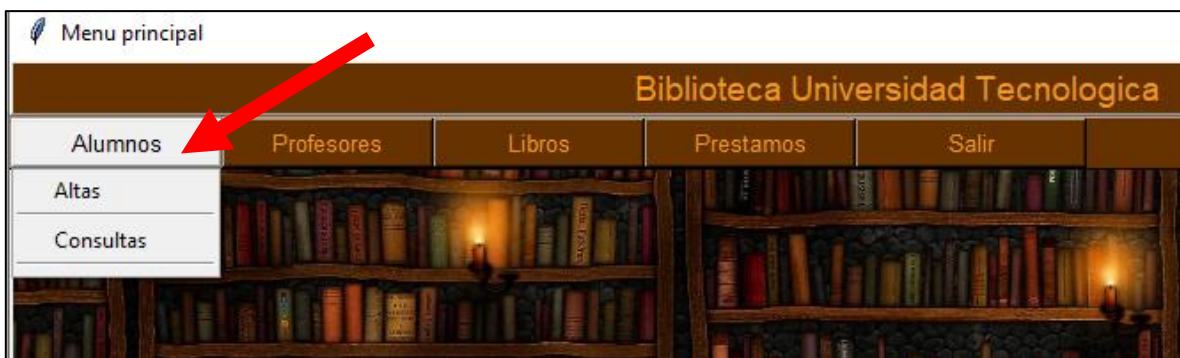 Menu principal
Biblioteca Universidad Tecnologica
Alumnos Profesores Libros Prestamos Salir
Altas
Consultas